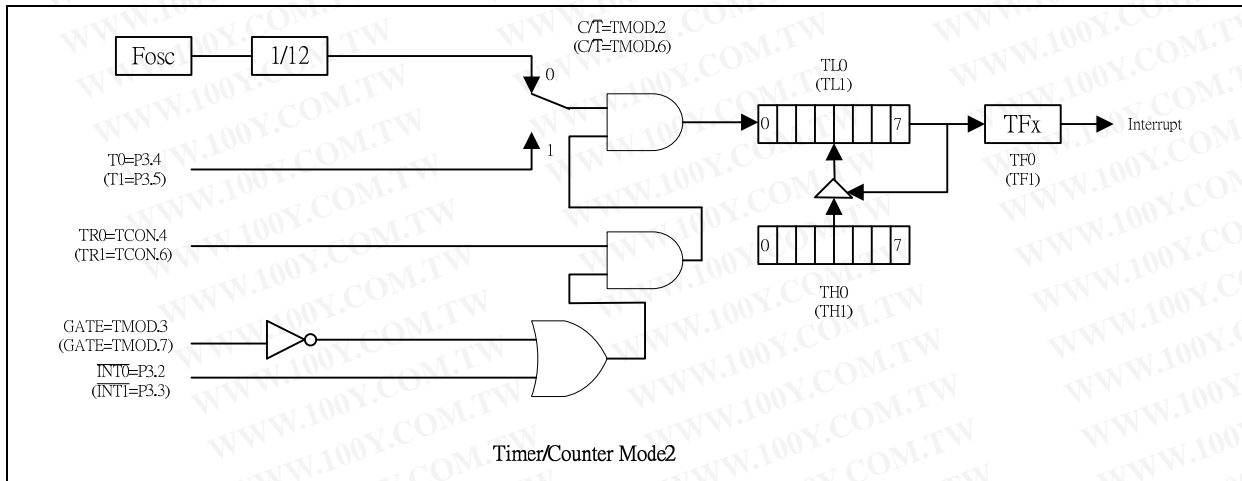 C/T̅=TMOD.2
(C/T̅=TMOD.6)
Fosc
1/12
0
TL0
(TL1)
0 7
TFx
Interrupt
TF0
(TF1)
1
T0=P3.4
(T1=P3.5)
TR0=TCON.4
(TR1=TCON.6)
0 7
TH0
(TH1)
GATE=TMOD.3
(GATE=TMOD.7)
I̅N̅T̅0̅=P3.2
(I̅N̅T̅1̅=P3.3)
Timer/Counter Mode2
WWW.100Y.COM.TW